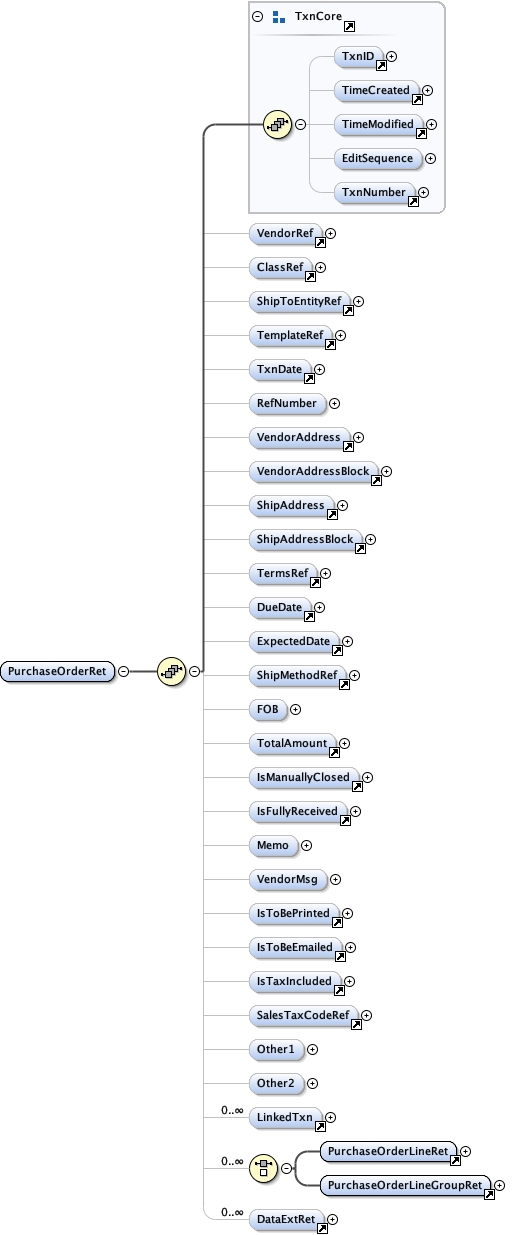 TxnCore
TxnID
TimeCreated
TimeModified
EditSequence
TxnNumber
VendorRef
ClassRef
ShipToEntityRef
TemplateRef
TxnDate
RefNumber
VendorAddress
VendorAddressBlock
ShipAddress
ShipAddressBlock
TermsRef
DueDate
ExpectedDate
PurchaseOrderRet
ShipMethodRef
FOB
TotalAmount
IsManuallyClosed
IsFullyReceived
Memo
VendorMsg
IsToBePrinted
IsToBeEmailed
IsTaxIncluded
SalesTaxCodeRef
Other1
Other2
0..∞ LinkedTxn
PurchaseOrderLineRet
0..∞
PurchaseOrderLineGroupRet
0..∞ DataExtRet